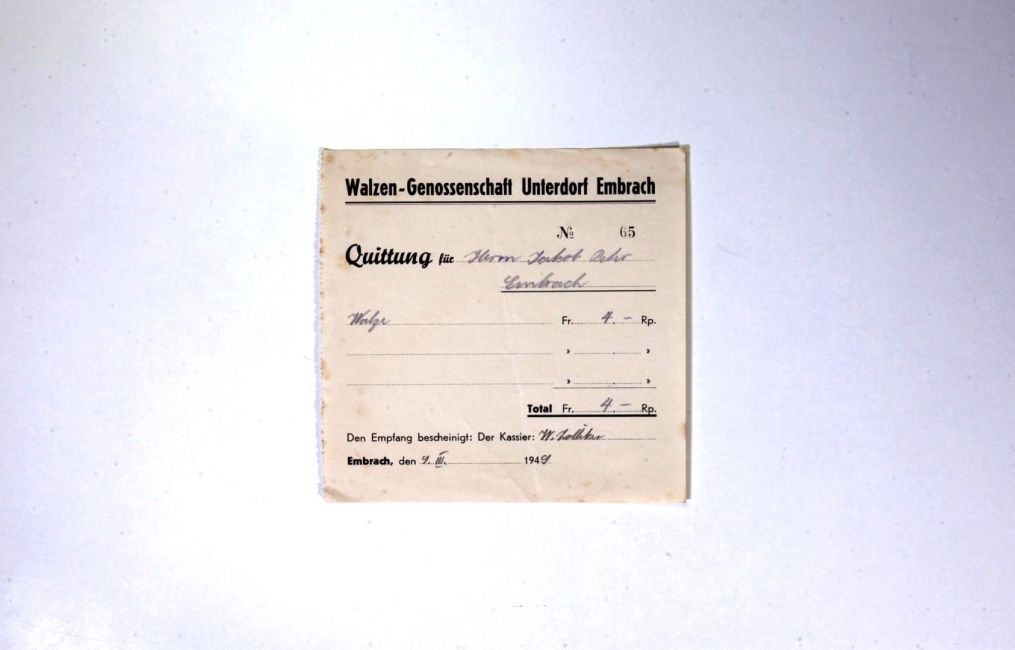 Walzen-Genossenschaft Unterdorf Embrach
№ 65
Quittung für Herrn Jakob
Embrach
Walze Fr. 4. — Rp.
» . »
» . »
Total Fr. 4. — Rp.
Den Empfang bescheinigt: Der Kassier: W. Zolliker
Embrach, den 9. III. 1949